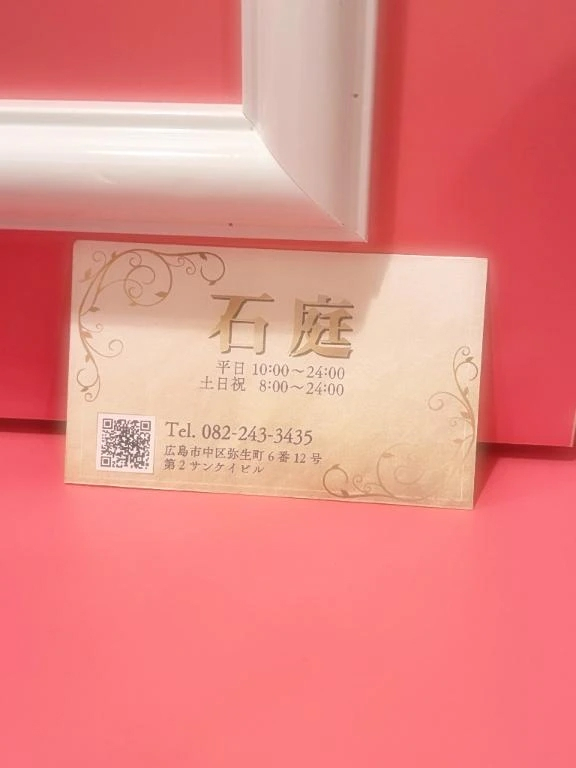 石庭
平日 10:00～24:00
土日祝 8:00～24:00
Tel. 082-243-3435
広島市中区弥生町6番12号
第2サンケイビル